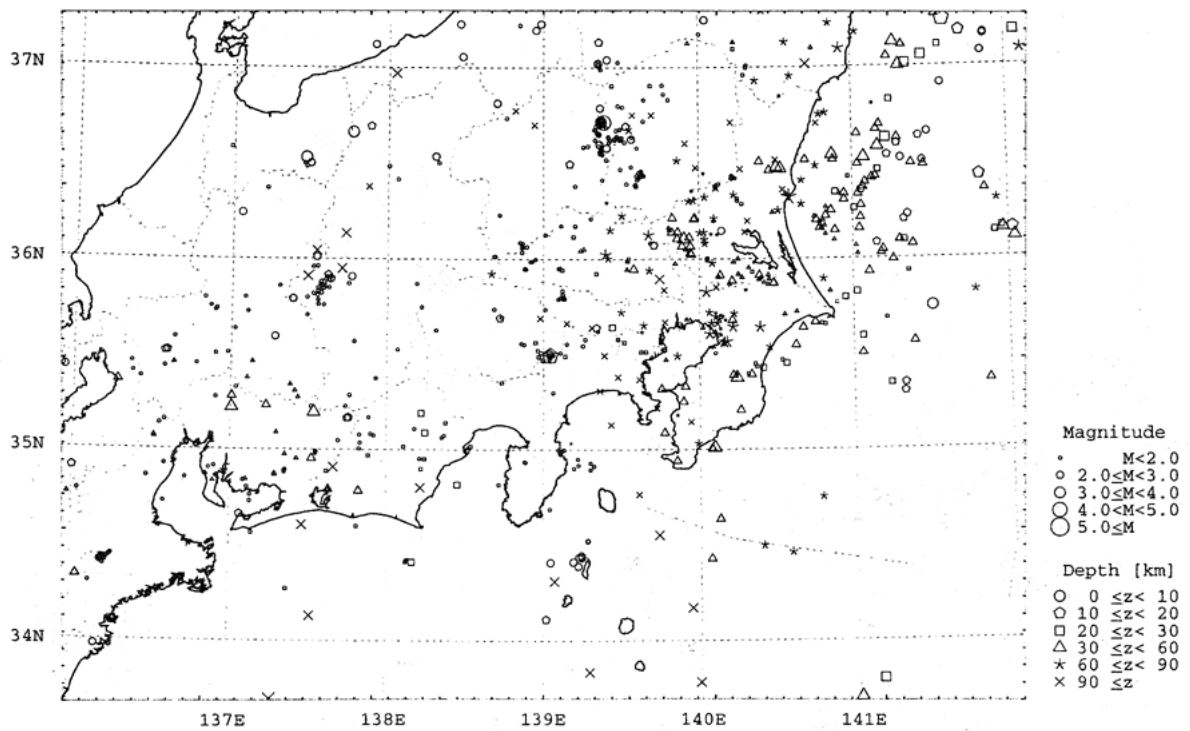 37N
36N
35N
34N
137E 138E 139E 140E 141E
Magnitude
M<2.0
2.0≤M<3.0
3.0≤M<4.0
4.0<M<5.0
5.0≤M
Depth [km]
0 ≤z< 10
10 ≤z< 20
20 ≤z< 30
30 ≤z< 60
60 ≤z< 90
90 ≤z